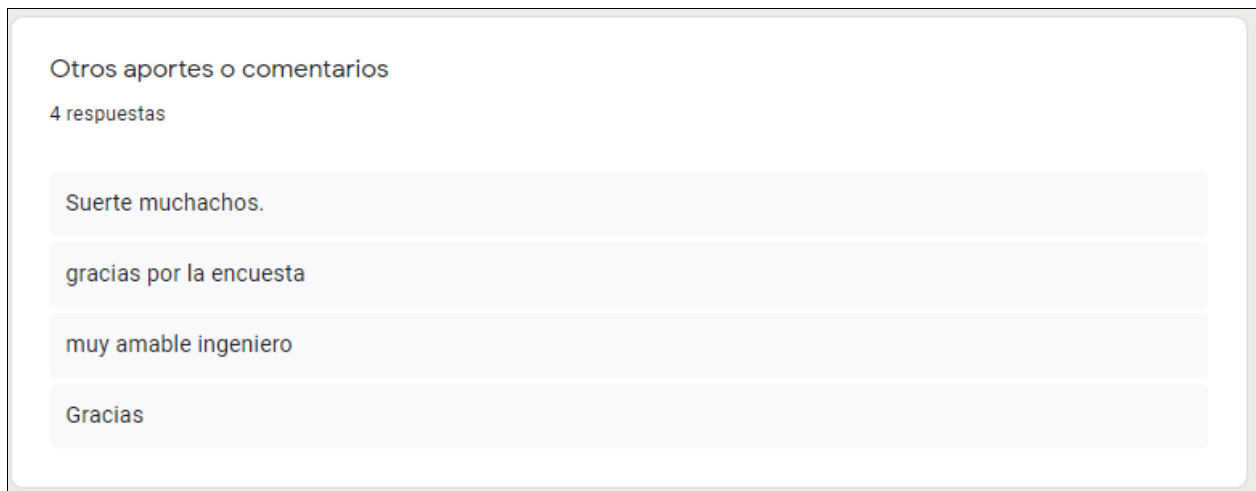 Otros aportes o comentarios
4 respuestas
Suerte muchachos.
gracias por la encuesta
muy amable ingeniero
Gracias